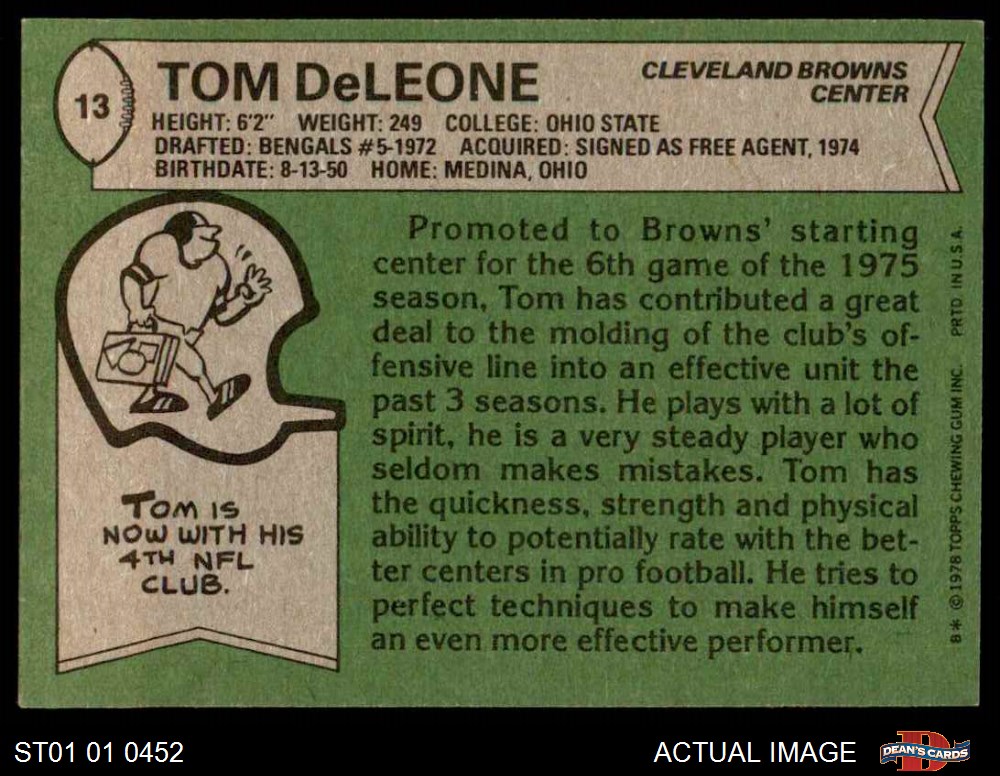 13
TOM DeLEONE
CLEVELAND BROWNS
CENTER
HEIGHT: 6'2" WEIGHT: 249 COLLEGE: OHIO STATE
DRAFTED: BENGALS #5-1972 ACQUIRED: SIGNED AS FREE AGENT, 1974
BIRTHDATE: 8-13-50 HOME: MEDINA, OHIO
Promoted to Browns' starting
center for the 6th game of the 1975
season, Tom has contributed a great
deal to the molding of the club's of-
fensive line into an effective unit the
past 3 seasons. He plays with a lot of
spirit, he is a very steady player who
seldom makes mistakes. Tom has
the quickness, strength and physical
ability to potentially rate with the bet-
ter centers in pro football. He tries to
perfect techniques to make himself
an even more effective performer.
TOM IS
NOW WITH HIS
4TH NFL
CLUB.
8* © 1978 TOPPS CHEWING GUM INC. PRTD. IN U.S.A.
ST01 01 0452
ACTUAL IMAGE
D
DEAN'S CARDS